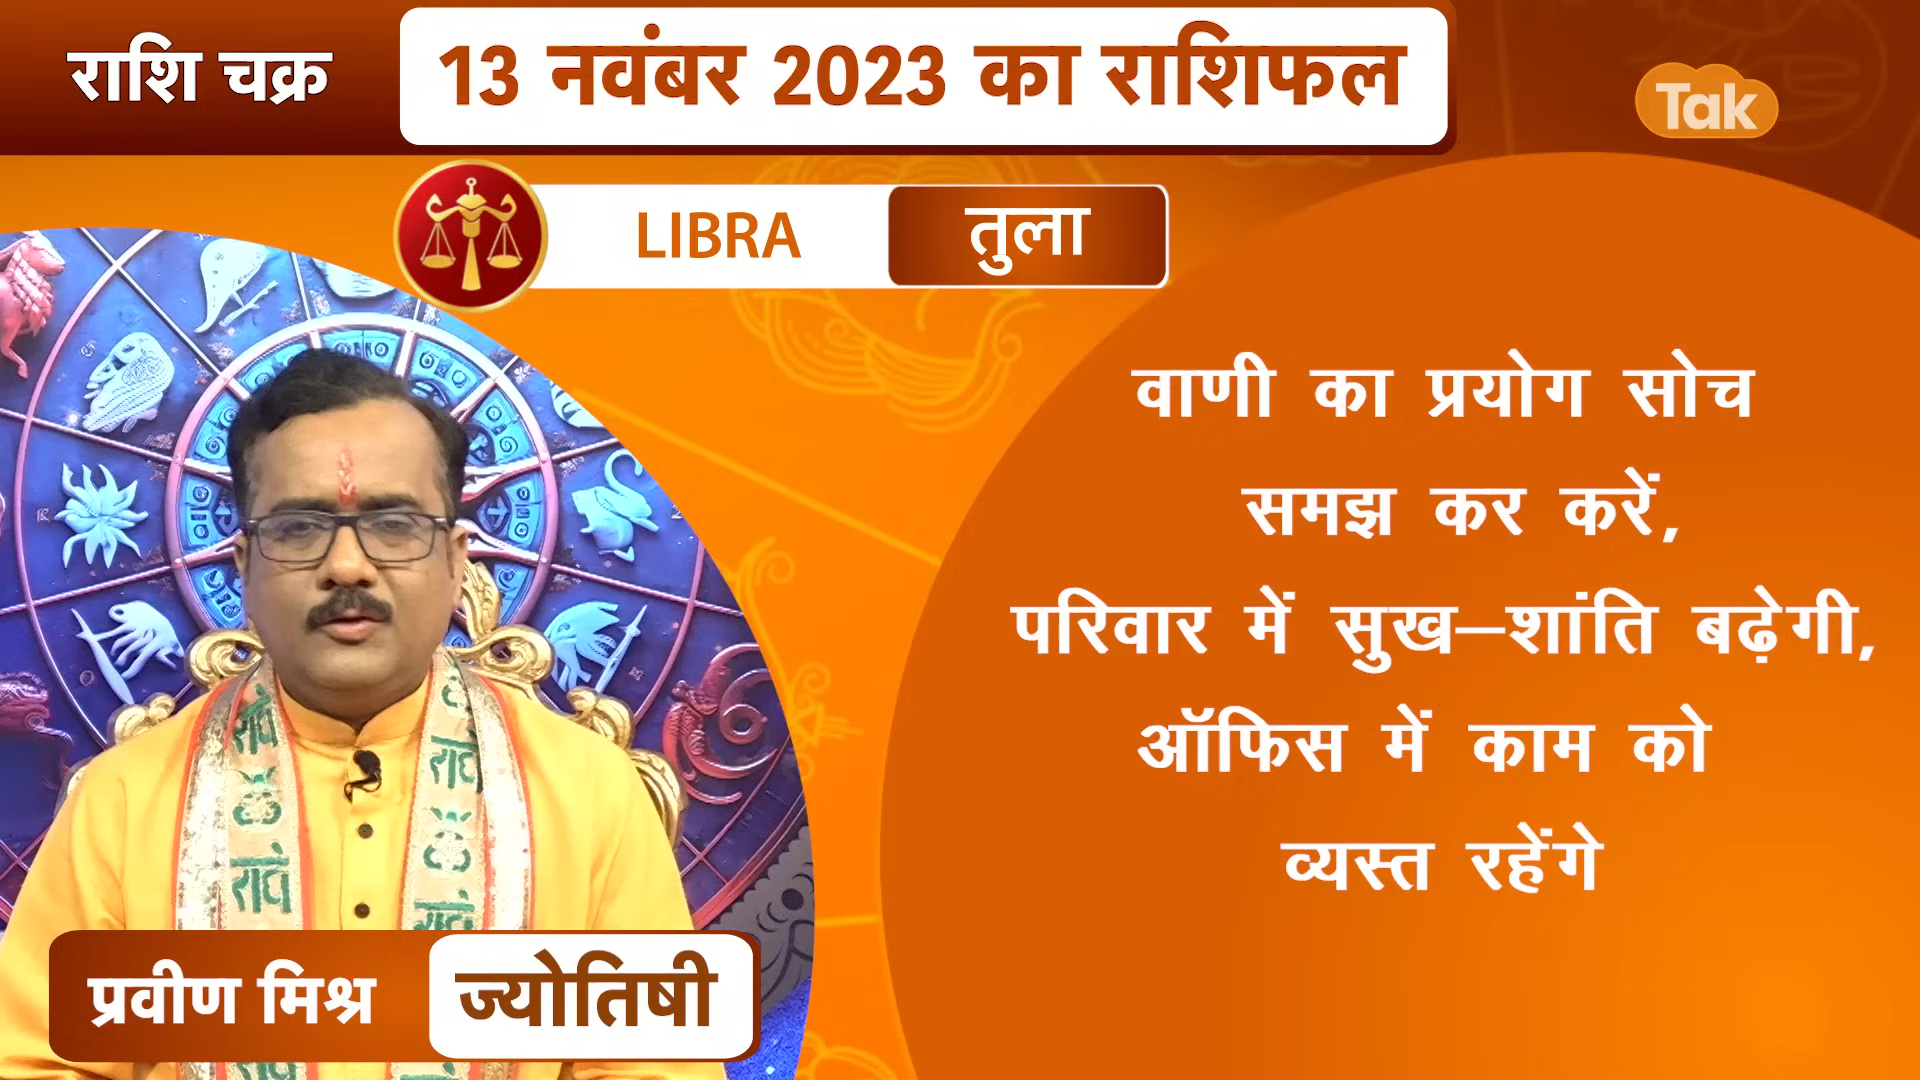 राशि चक्र
13 नवंबर 2023 का राशिफल
Tak
LIBRA
तुला
वाणी का प्रयोग सोच
समझ कर करें,
परिवार में सुख–शांति बढ़ेगी,
ऑफिस में काम को
व्यस्त रहेंगे
प्रवीण मिश्र
ज्योतिषी